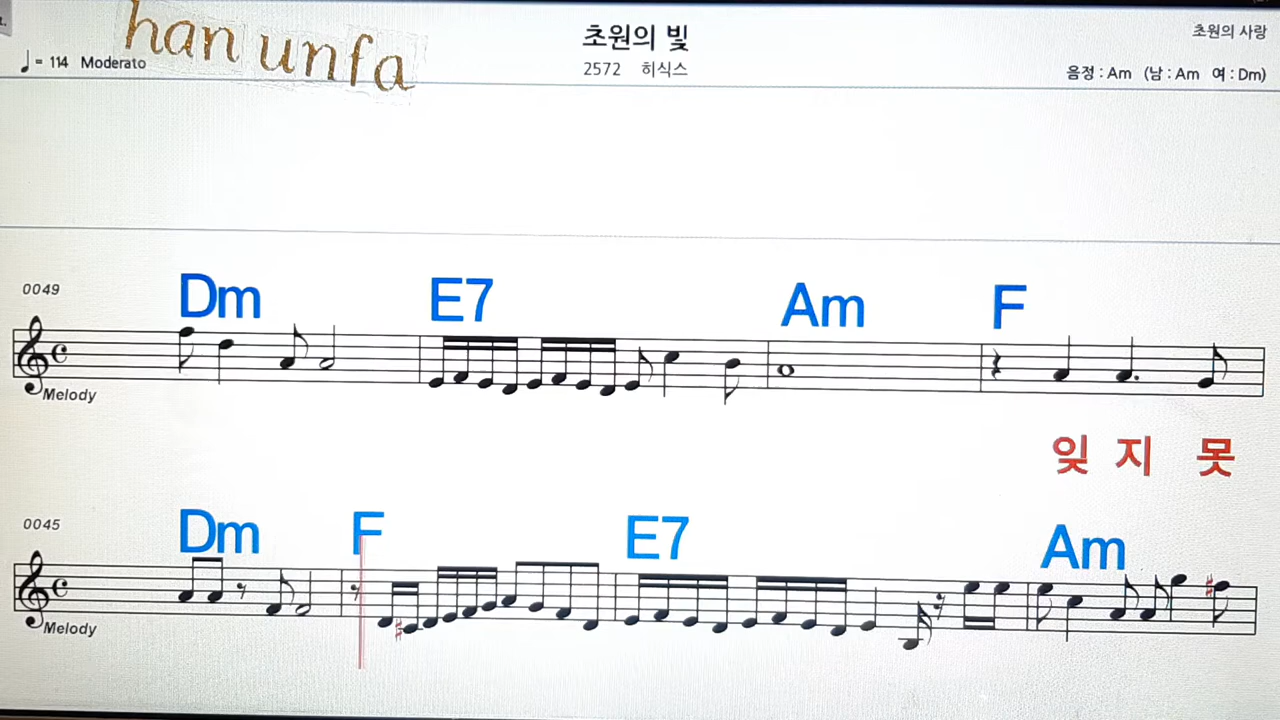 han unfa
♩ = 114 Moderato
초원의 빛
2572 히식스
초원의 사랑
음정 : Am (남 : Am 여 : Dm)
0049
Dm E7 Am F
Melody
잊 지 못
0045
Dm F E7 Am
Melody